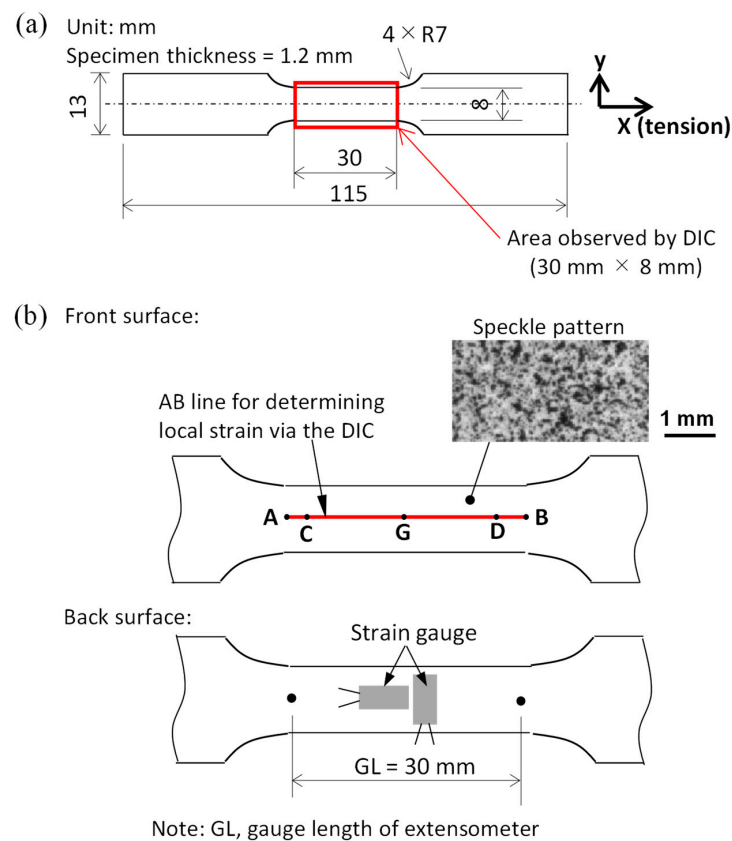 (a)
Unit: mm
Specimen thickness = 1.2 mm
4 × R7
13
8
30
115
y
X (tension)
Area observed by DIC
(30 mm × 8 mm)
(b)
Front surface:
Speckle pattern
1 mm
AB line for determining
local strain via the DIC
A
C
G
D
B
Back surface:
Strain gauge
GL = 30 mm
Note: GL, gauge length of extensometer